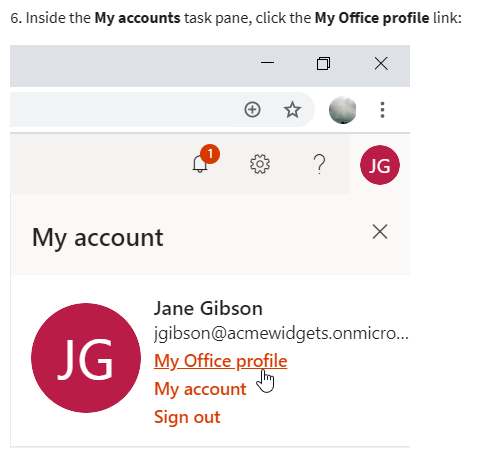 6. Inside the My accounts task pane, click the My Office profile link:
1
?
JG
My account
JG
Jane Gibson
jgibson@acmewidgets.onmicro...
My Office profile
My account
Sign out